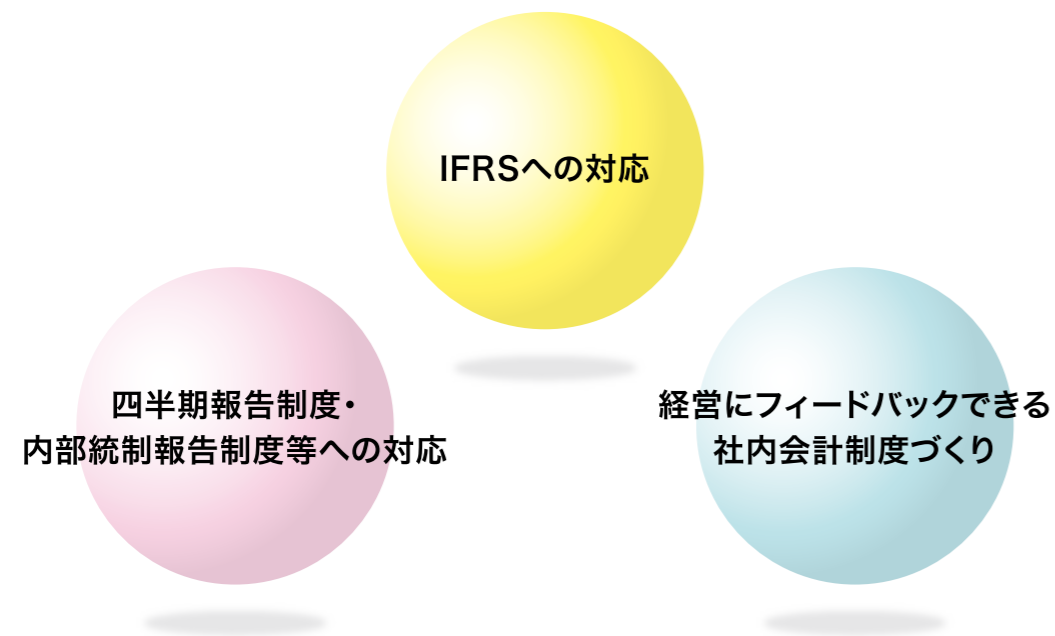 IFRSへの対応
四半期報告制度・
内部統制報告制度等への対応
経営にフィードバックできる
社内会計制度づくり